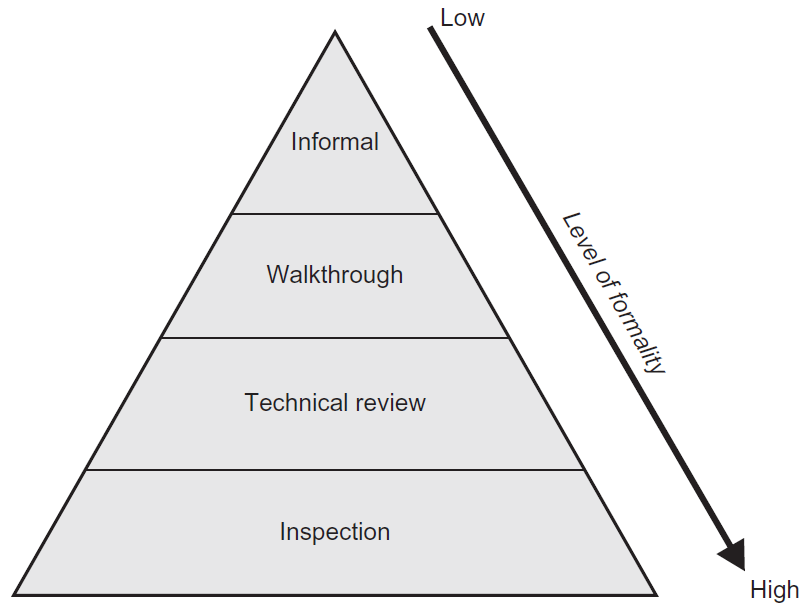 Low
Informal
Walkthrough
Level of formality
Technical review
Inspection
High